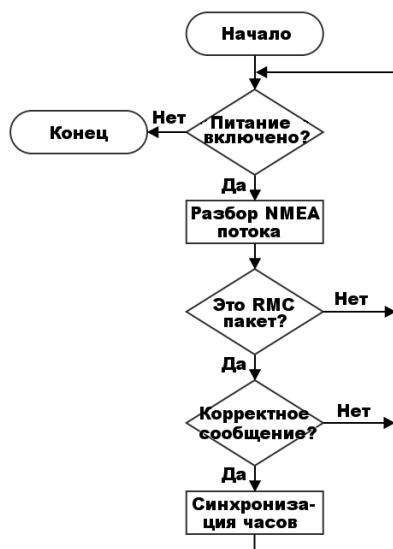 Начало
Питание
включено?
Нет
Конец
Да
Разбор NMEA
потока
Это RMC
пакет?
Нет
Да
Корректное
сообщение?
Нет
Да
Синхрониза-
ция часов